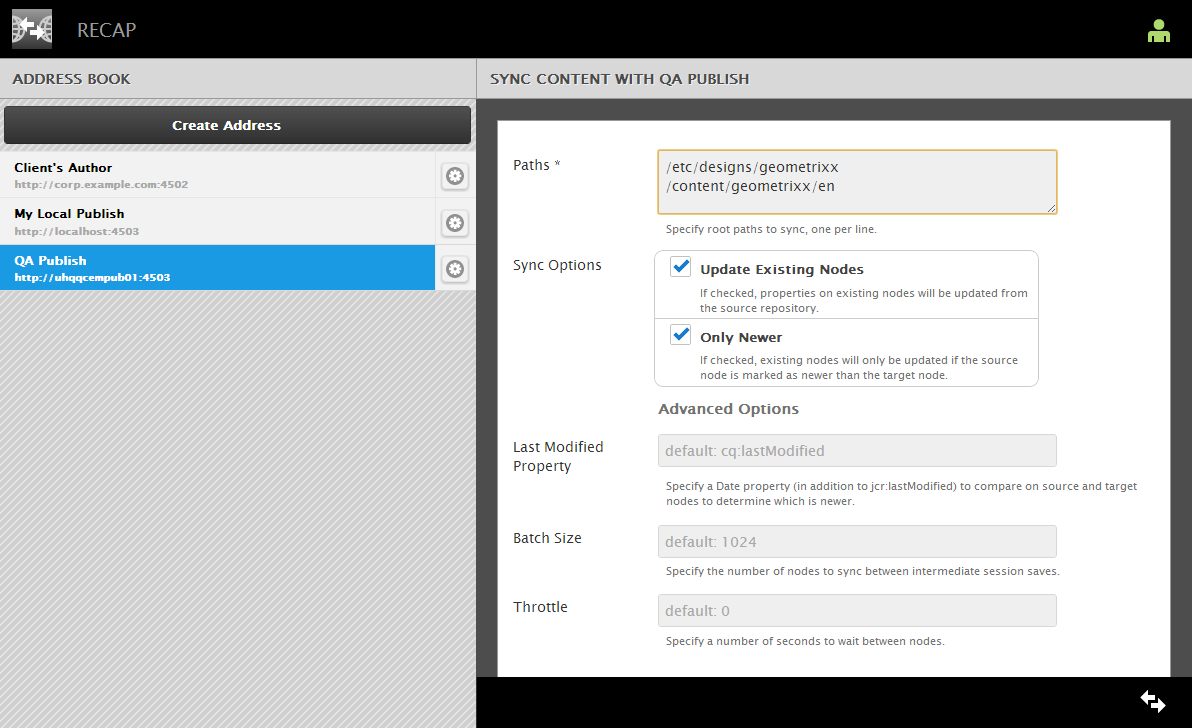 RECAP
ADDRESS BOOK
Create Address
Client's Author
http://corp.example.com:4502
My Local Publish
http://localhost:4503
QA Publish
http://uhqqcempub01:4503
SYNC CONTENT WITH QA PUBLISH
Paths *
/etc/designs/geometrixx
/content/geometrixx/en
Specify root paths to sync, one per line.
Sync Options
Update Existing Nodes
If checked, properties on existing nodes will be updated from
the source repository.
Only Newer
If checked, existing nodes will only be updated if the source
node is marked as newer than the target node.
Advanced Options
Last Modified
Property
default: cq:lastModified
Specify a Date property (in addition to jcr:lastModified) to compare on source and target
nodes to determine which is newer.
Batch Size
default: 1024
Specify the number of nodes to sync between intermediate session saves.
Throttle
default: 0
Specify a number of seconds to wait between nodes.